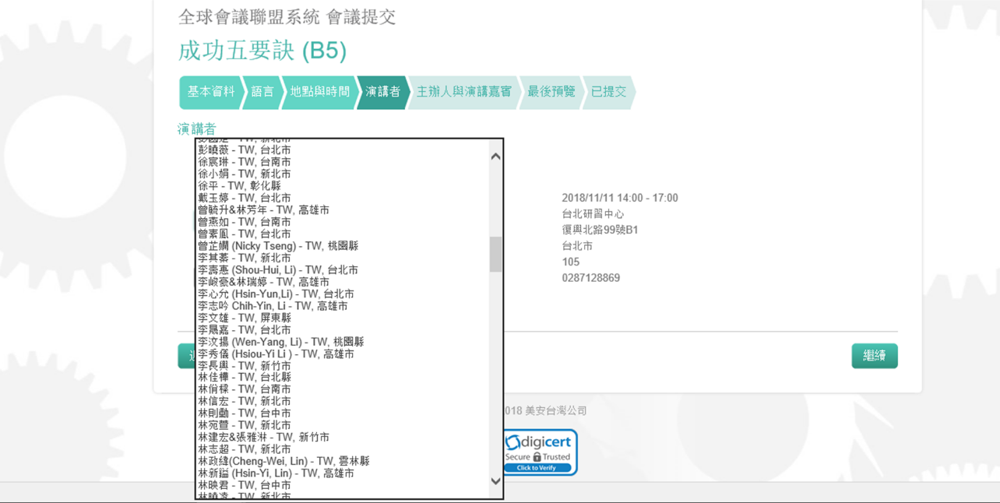 全球會議聯盟系統 會議提交
成功五要訣 (B5)
基本資料 語言 地點與時間 演講者 主辦人與演講嘉賓 最後預覽 已提交
演講者
彭曉薇 - TW, 台北市
徐宸琳 - TW, 台南市
徐小娟 - TW, 新北市
徐平 - TW, 彰化縣
戴玉婷 - TW, 台北市
曾毓升&林芳年 - TW, 高雄市
曾燕如 - TW, 台南市
曾素鳳 - TW, 台北市
曾芷嫻 (Nicky Tseng) - TW, 桃園縣
李其蓁 - TW, 新北市
李壽惠 (Shou-Hui, Li) - TW, 台北市
李峻豪&林瑞婷 - TW, 高雄市
李心允 (Hsin-Yun,Li) - TW, 台北市
李志吟 Chih-Yin, Li - TW, 高雄市
李文雄 - TW, 屏東縣
李晟嘉 - TW, 台北市
李汶揚 (Wen-Yang, Li) - TW, 桃園縣
李秀儀 (Hsiou-Yi Li ) - TW, 高雄市
李長興 - TW, 新竹市
林佳樺 - TW, 台北縣
林俏樑 - TW, 台南市
林信宏 - TW, 新北市
林則勳 - TW, 台中市
林宛萱 - TW, 新北市
林建宏&張雅淋 - TW, 新竹市
林志超 - TW, 新北市
林政緯(Cheng-Wei, Lin) - TW, 雲林縣
林新鎰 (Hsin-Yi, Lin) - TW, 高雄市
林映君 - TW, 台中市
林曉凌 - TW, 新北市
2018/11/11 14:00 - 17:00
台北研習中心
復興北路99號B1
台北市
105
0287128869
繼續
018 美安台灣公司
digicert
Secure Trusted
Click to Verify